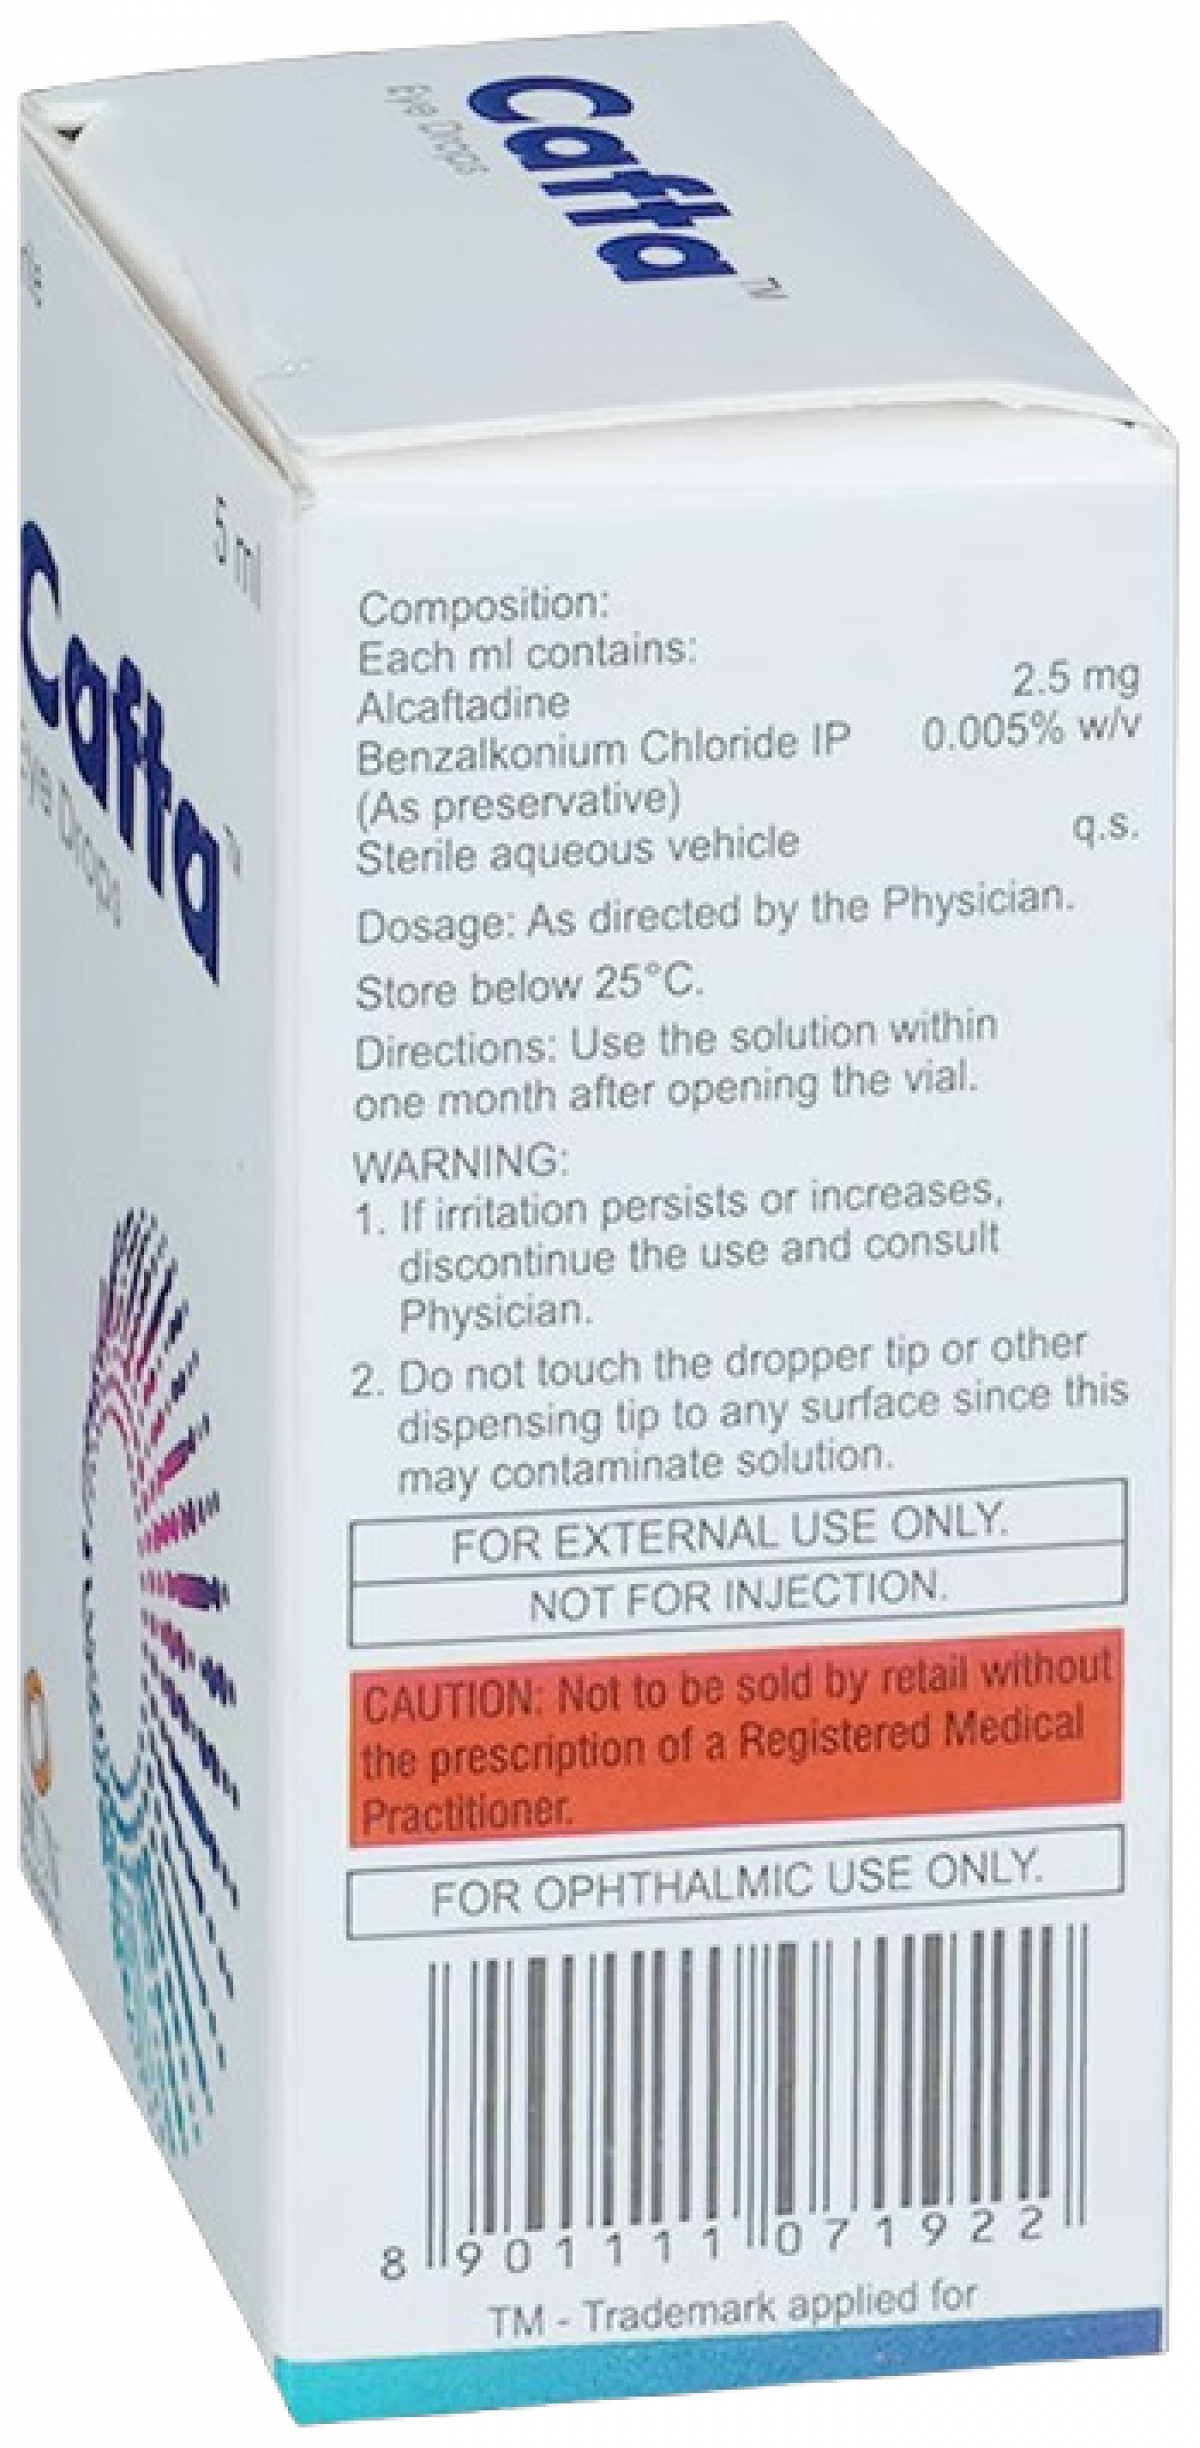 Cafta™
Eye Drops
5 ml
Cafta™
Eye Drops
Composition:
Each ml contains:
Alcaftadine 2.5 mg
Benzalkonium Chloride IP 0.005% w/v
(As preservative)
Sterile aqueous vehicle q.s.
Dosage: As directed by the Physician.
Store below 25°C.
Directions: Use the solution within
one month after opening the vial.
WARNING:
1. If irritation persists or increases,
discontinue the use and consult
Physician.
2. Do not touch the dropper tip or other
dispensing tip to any surface since this
may contaminate solution.
FOR EXTERNAL USE ONLY.
NOT FOR INJECTION.
CAUTION: Not to be sold by retail without
the prescription of a Registered Medical
Practitioner.
FOR OPHTHALMIC USE ONLY.
8 901111 071922
TM - Trademark applied for